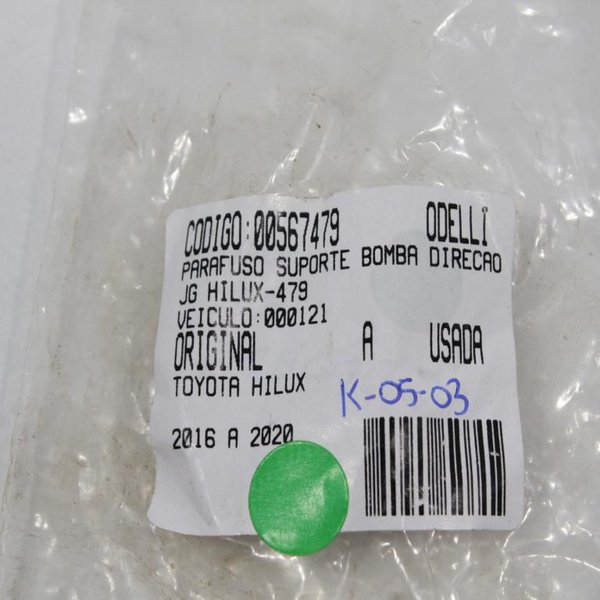 CODIGO:00567479 ODELLI
PARAFUSO SUPORTE BOMBA DIRECAO
JG HILUX-479
VEICULO:000121
ORIGINAL A USADA
TOYOTA HILUX
K-05-03
2016 A 2020